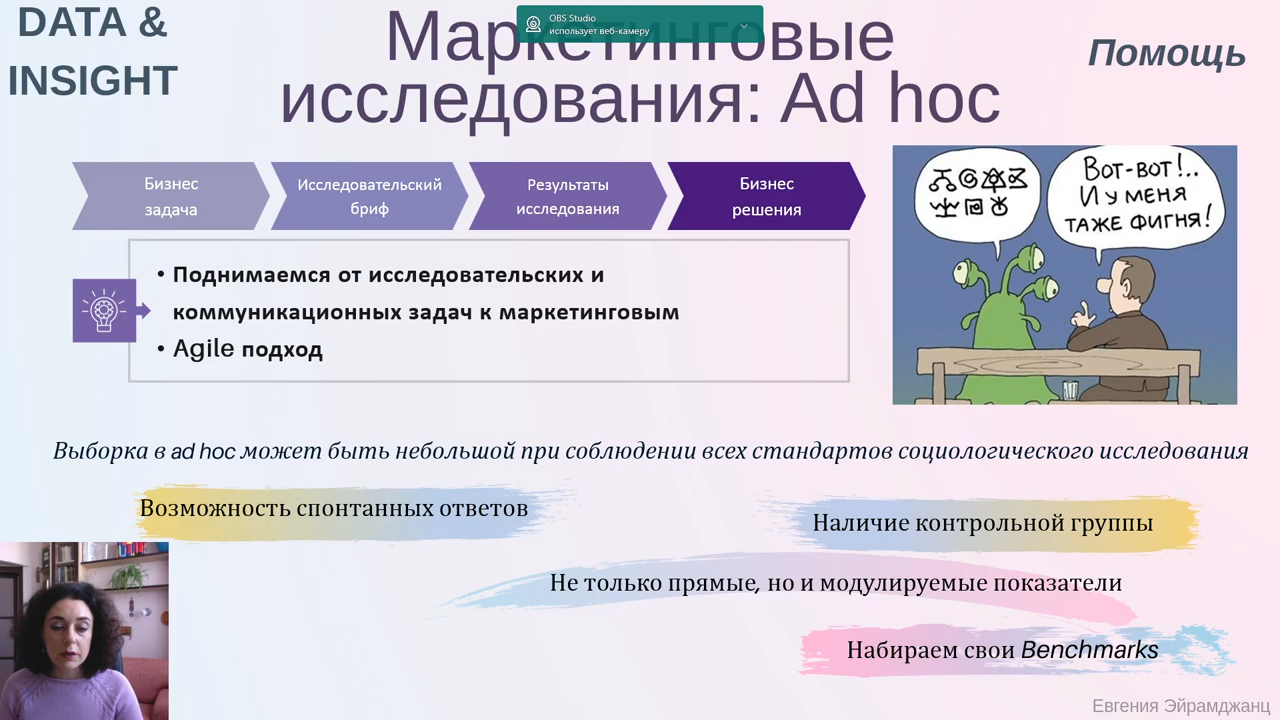 DATA &
INSIGHT
Маркетинговые
исследования: Ad hoc
OBS Studio
использует веб-камеру
Помощь
Бизнес
задача
Исследовательский
бриф
Результаты
исследования
Бизнес
решения
Вот-вот!..
И у меня
таже фигня!
• Поднимаемся от исследовательских и
коммуникационных задач к маркетинговым
• Agile подход
Выборка в ad hoc может быть небольшой при соблюдении всех стандартов социологического исследования
Возможность спонтанных ответов
Наличие контрольной группы
Не только прямые, но и модулируемые показатели
Набираем свои Benchmarks
Евгения Эйрамджанц